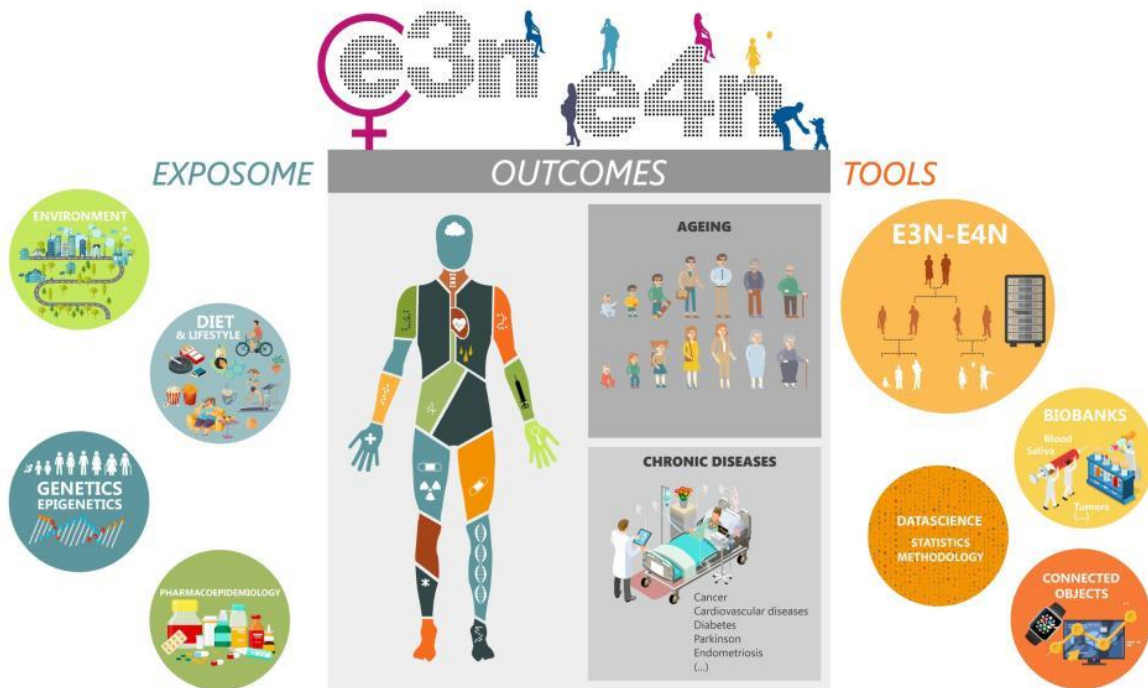 e3n
e4n
EXPOSOME
OUTCOMES
TOOLS
ENVIRONMENT
DIET
& LIFESTYLE
GENETICS
EPIGENETICS
PHARMACOEPIDEMIOLOGY
AGEING
CHRONIC DISEASES
Cancer
Cardiovascular diseases
Diabetes
Parkinson
Endometriosis
(...)
E3N-E4N
BIOBANKS
Blood
Saliva
Tumors
(...)
DATASCIENCE
STATISTICS
METHODOLOGY
CONNECTED
OBJECTS